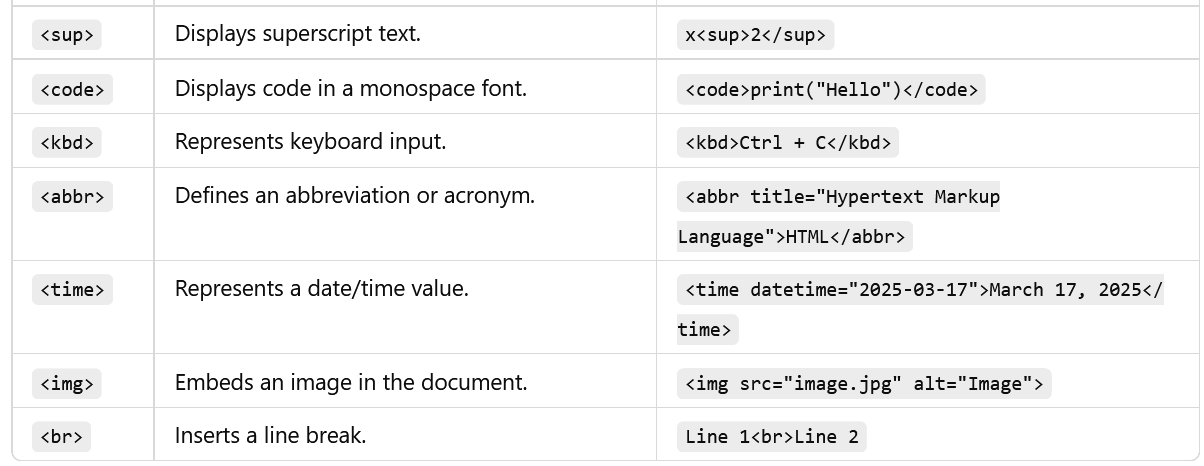 <sup> Displays superscript text. x<sup>2</sup>
<code> Displays code in a monospace font. <code>print("Hello")</code>
<kbd> Represents keyboard input. <kbd>Ctrl + C</kbd>
<abbr> Defines an abbreviation or acronym. <abbr title="Hypertext Markup
Language">HTML</abbr>
<time> Represents a date/time value. <time datetime="2025-03-17">March 17, 2025</
time>
<img> Embeds an image in the document. <img src="image.jpg" alt="Image">
<br> Inserts a line break. Line 1<br>Line 2